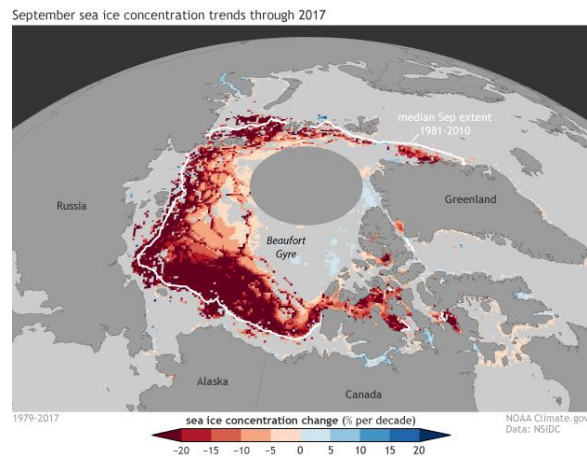 September sea ice concentration trends through 2017
median Sep extent
1981-2010
Russia
Greenland
Beaufort
Gyre
Alaska
Canada
1979-2017
NOAA Climate.gov
Data: NSIDC
sea ice concentration change (% per decade)
-20 -15 -10 -5 0 5 10 15 20